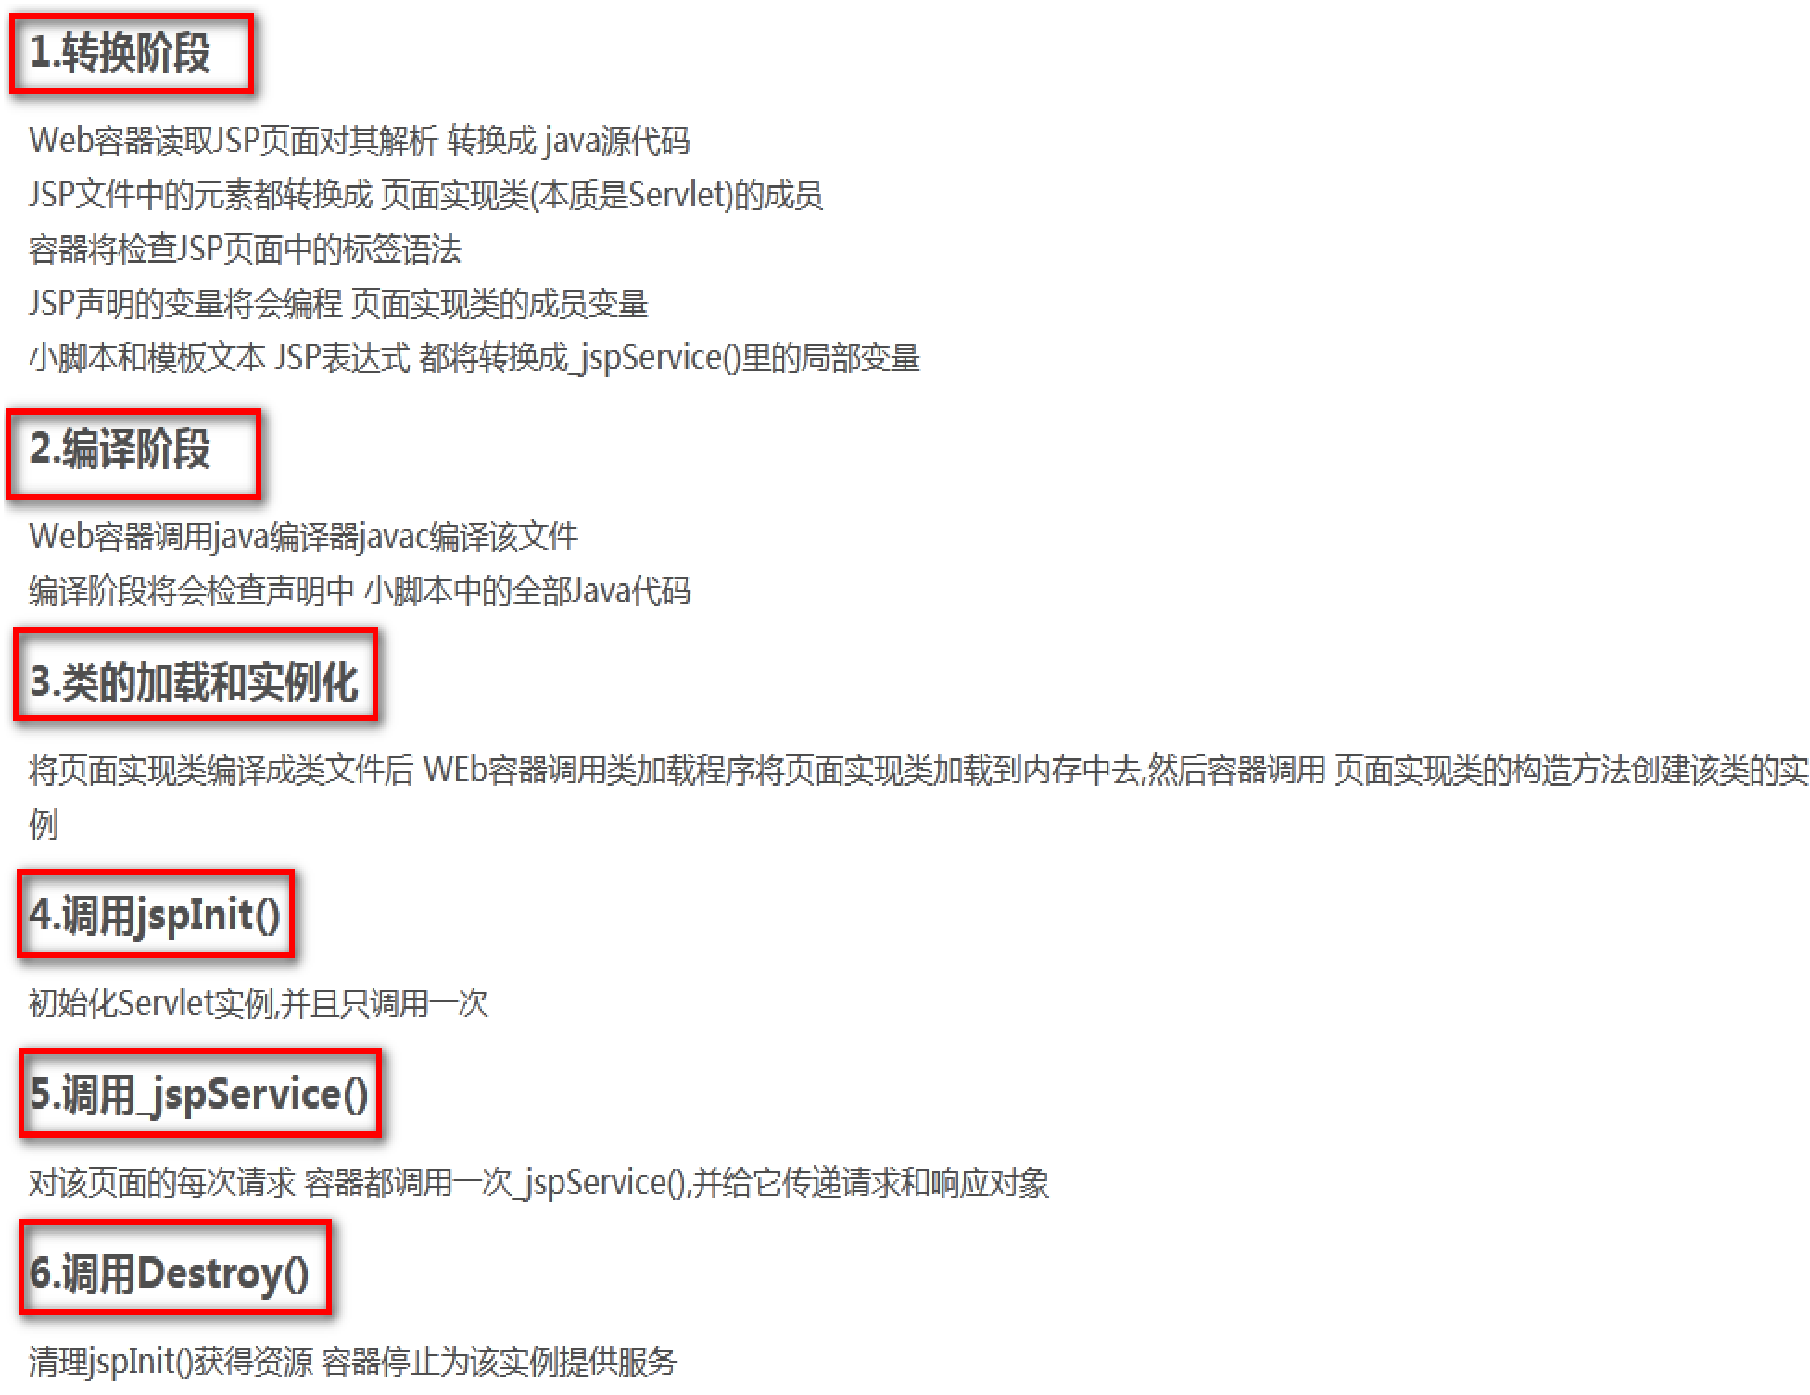 1.转换阶段
Web容器读取JSP页面对其解析 转换成 java源代码
JSP文件中的元素都转换成 页面实现类(本质是Servlet)的成员
容器将检查JSP页面中的标签语法
JSP声明的变量将会编程 页面实现类的成员变量
小脚本和模板文本 JSP表达式 都将转换成_jspService()里的局部变量
2.编译阶段
Web容器调用java编译器javac编译该文件
编译阶段将会检查声明中 小脚本中的全部Java代码
3.类的加载和实例化
将页面实现类编译成类文件后 WEb容器调用类加载程序将页面实现类加载到内存中去,然后容器调用 页面实现类的构造方法创建该类的实
例
4.调用jspInit()
初始化Servlet实例,并且只调用一次
5.调用_jspService()
对该页面的每次请求 容器都调用一次_jspService(),并给它传递请求和响应对象
6.调用Destroy()
清理jspInit()获得资源 容器停止为该实例提供服务